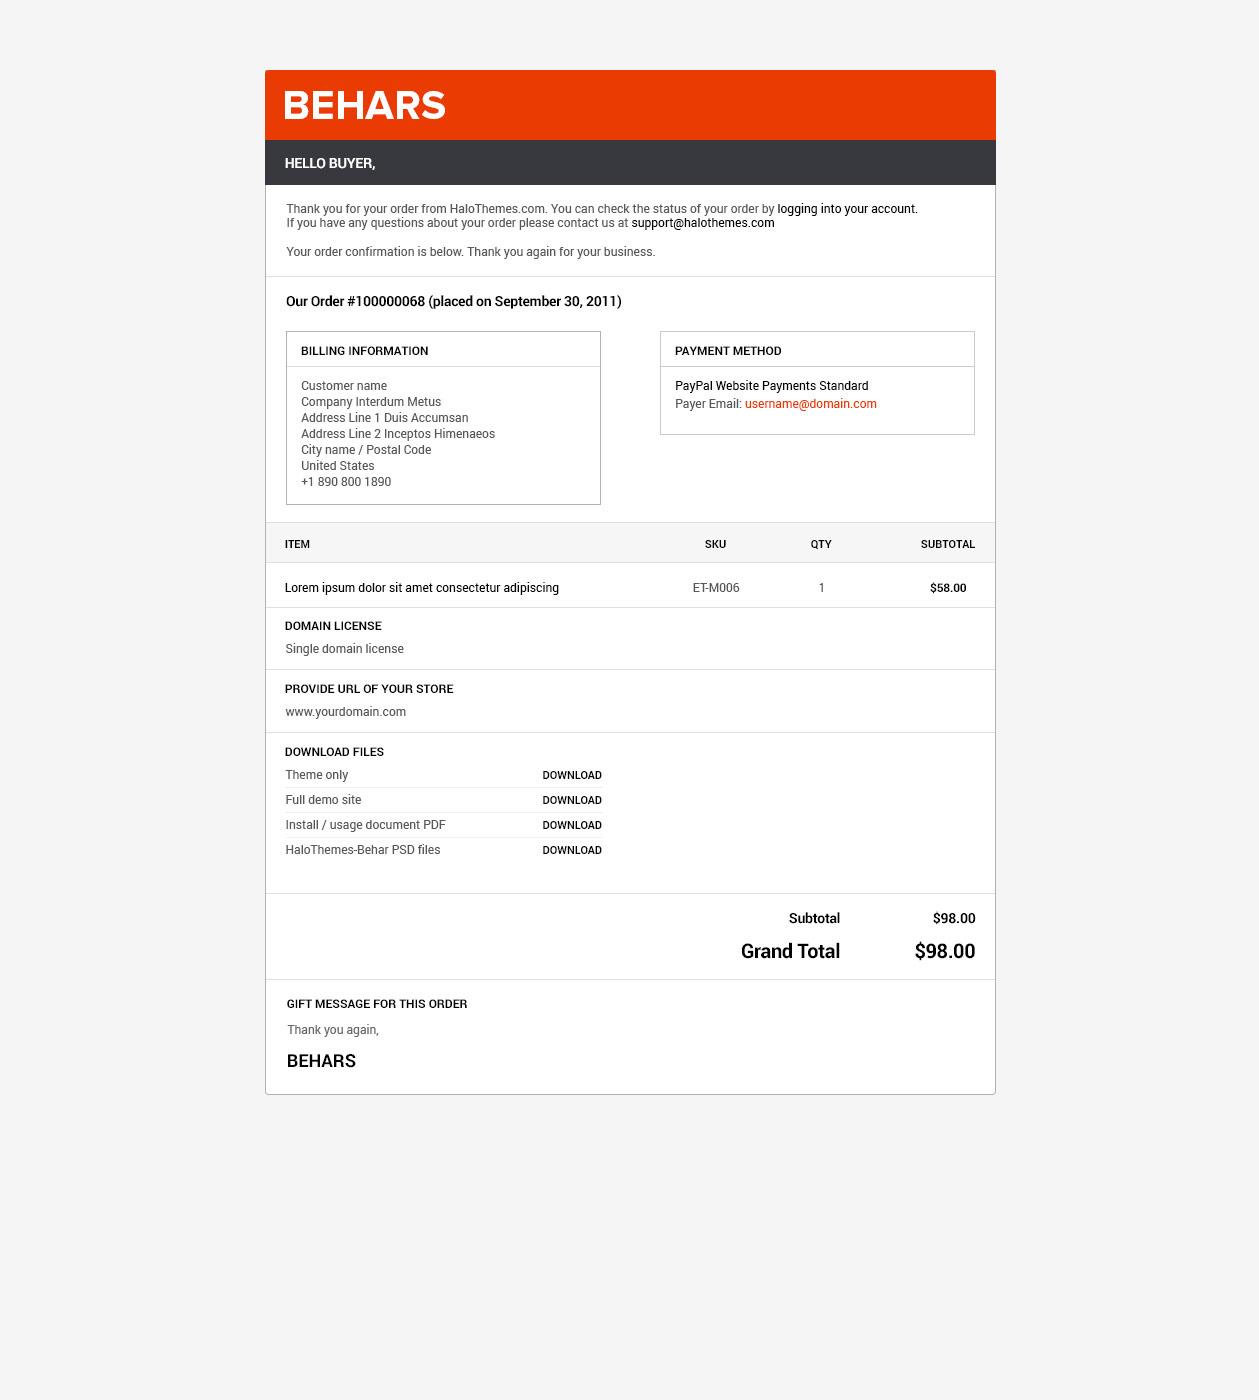 BEHARS
HELLO BUYER,
Thank you for your order from HaloThemes.com. You can check the status of your order by logging into your account.
If you have any questions about your order please contact us at support@halothemes.com
Your order confirmation is below. Thank you again for your business.
Our Order #100000068 (placed on September 30, 2011)
BILLING INFORMATION
Customer name
Company Interdum Metus
Address Line 1 Duis Accumsan
Address Line 2 Inceptos Himenaeos
City name / Postal Code
United States
+1 890 800 1890
PAYMENT METHOD
PayPal Website Payments Standard
Payer Email: username@domain.com
ITEM SKU QTY SUBTOTAL
Lorem ipsum dolor sit amet consectetur adipiscing ET-M006 1 $58.00
DOMAIN LICENSE
Single domain license
PROVIDE URL OF YOUR STORE
www.yourdomain.com
DOWNLOAD FILES
Theme only DOWNLOAD
Full demo site DOWNLOAD
Install / usage document PDF DOWNLOAD
HaloThemes-Behar PSD files DOWNLOAD
Subtotal $98.00
Grand Total $98.00
GIFT MESSAGE FOR THIS ORDER
Thank you again,
BEHARS